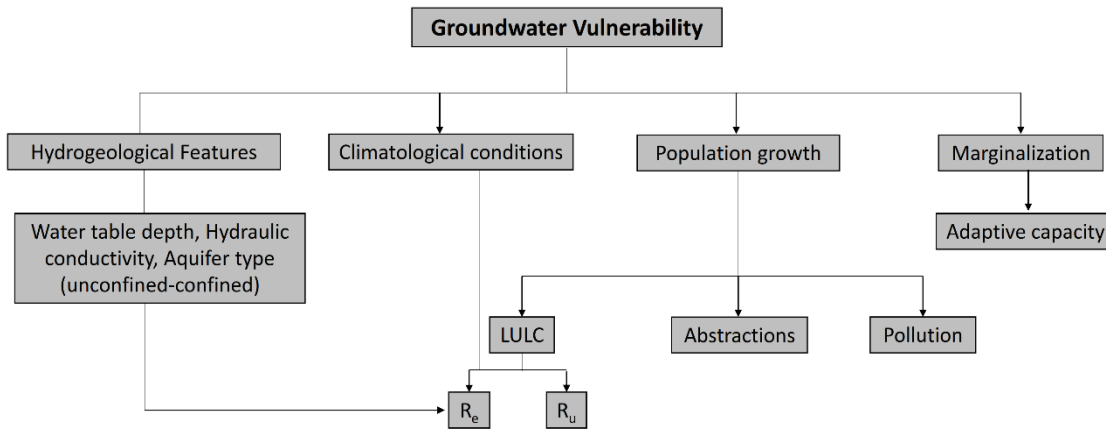 Groundwater Vulnerability
Hydrogeological Features
Climatological conditions
Population growth
Marginalization
Water table depth, Hydraulic
conductivity, Aquifer type
(unconfined-confined)
Adaptive capacity
LULC
Abstractions
Pollution
Re
Ru